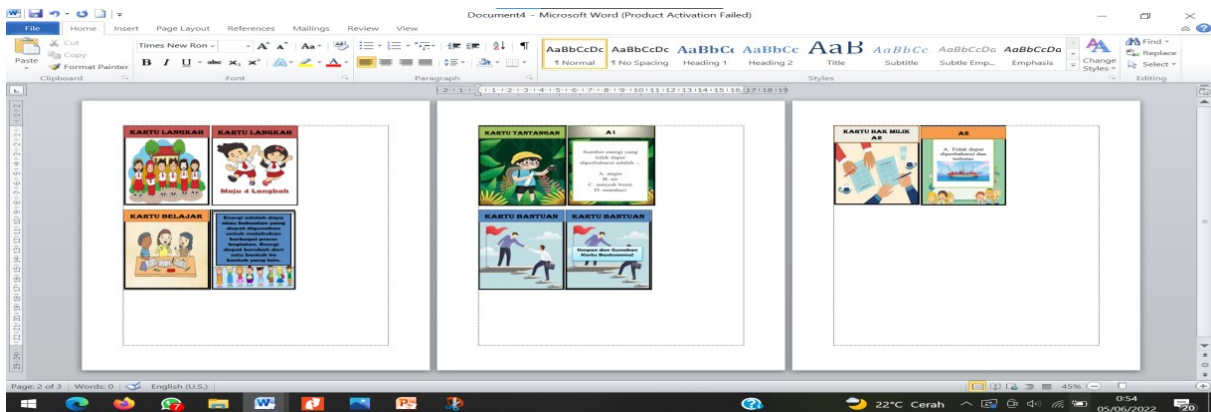 Document4 - Microsoft Word (Product Activation Failed)
File Home Insert Page Layout References Mailings Review View
Cut
Copy
Format Painter
Paste
Clipboard
Times New Ron
B I U abc x₂ x² A
Font
Paragraph
AaBbCcDc AaBbCcDc AaBbCc AaBbCc AaB AaBbCc. AaBbCcDa AaBbCcDa
¶ Normal ¶ No Spacing Heading 1 Heading 2 Title Subtitle Subtle Emp... Emphasis
Styles
Change
Styles
Find
Replace
Select
Editing
KARTU LANGKAH KARTU LANGKAH
Maju 4 Langkah
KARTU BELAJAR
Energi adalah daya
atau kekuatan yang
dapat digunakan
untuk melakukan
berbagai proses
kegiatan. Energi
dapat berubah dari
satu bentuk ke
bentuk yang lain.
KARTU TANTANGAN
A1
Sumber energi yang
tidak dapat
diperbaharui adalah ...
A. angin
B. air
C. minyak bumi
D. matahari
KARTU BANTUAN KARTU BANTUAN
Simpan dan Gunakan
Kartu Bantuanmu!
KARTU HAK MILIK
A2
A. Tidak dapat
diperbaharui dan
Page: 2 of 3 Words: 0 English (U.S.)
45%
22°C Cerah
0:54
05/06/2022
20